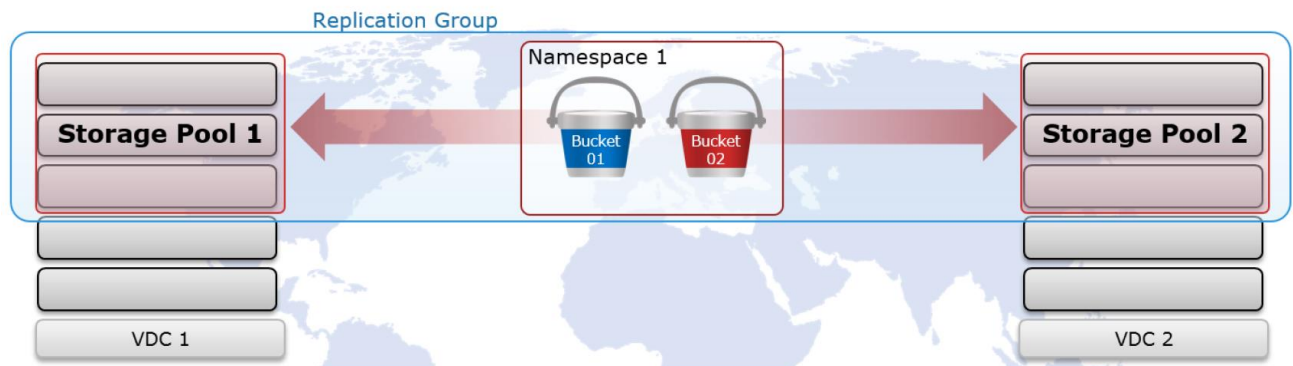 Replication Group
Namespace 1
Storage Pool 1
Bucket
01
Bucket
02
Storage Pool 2
VDC 1
VDC 2